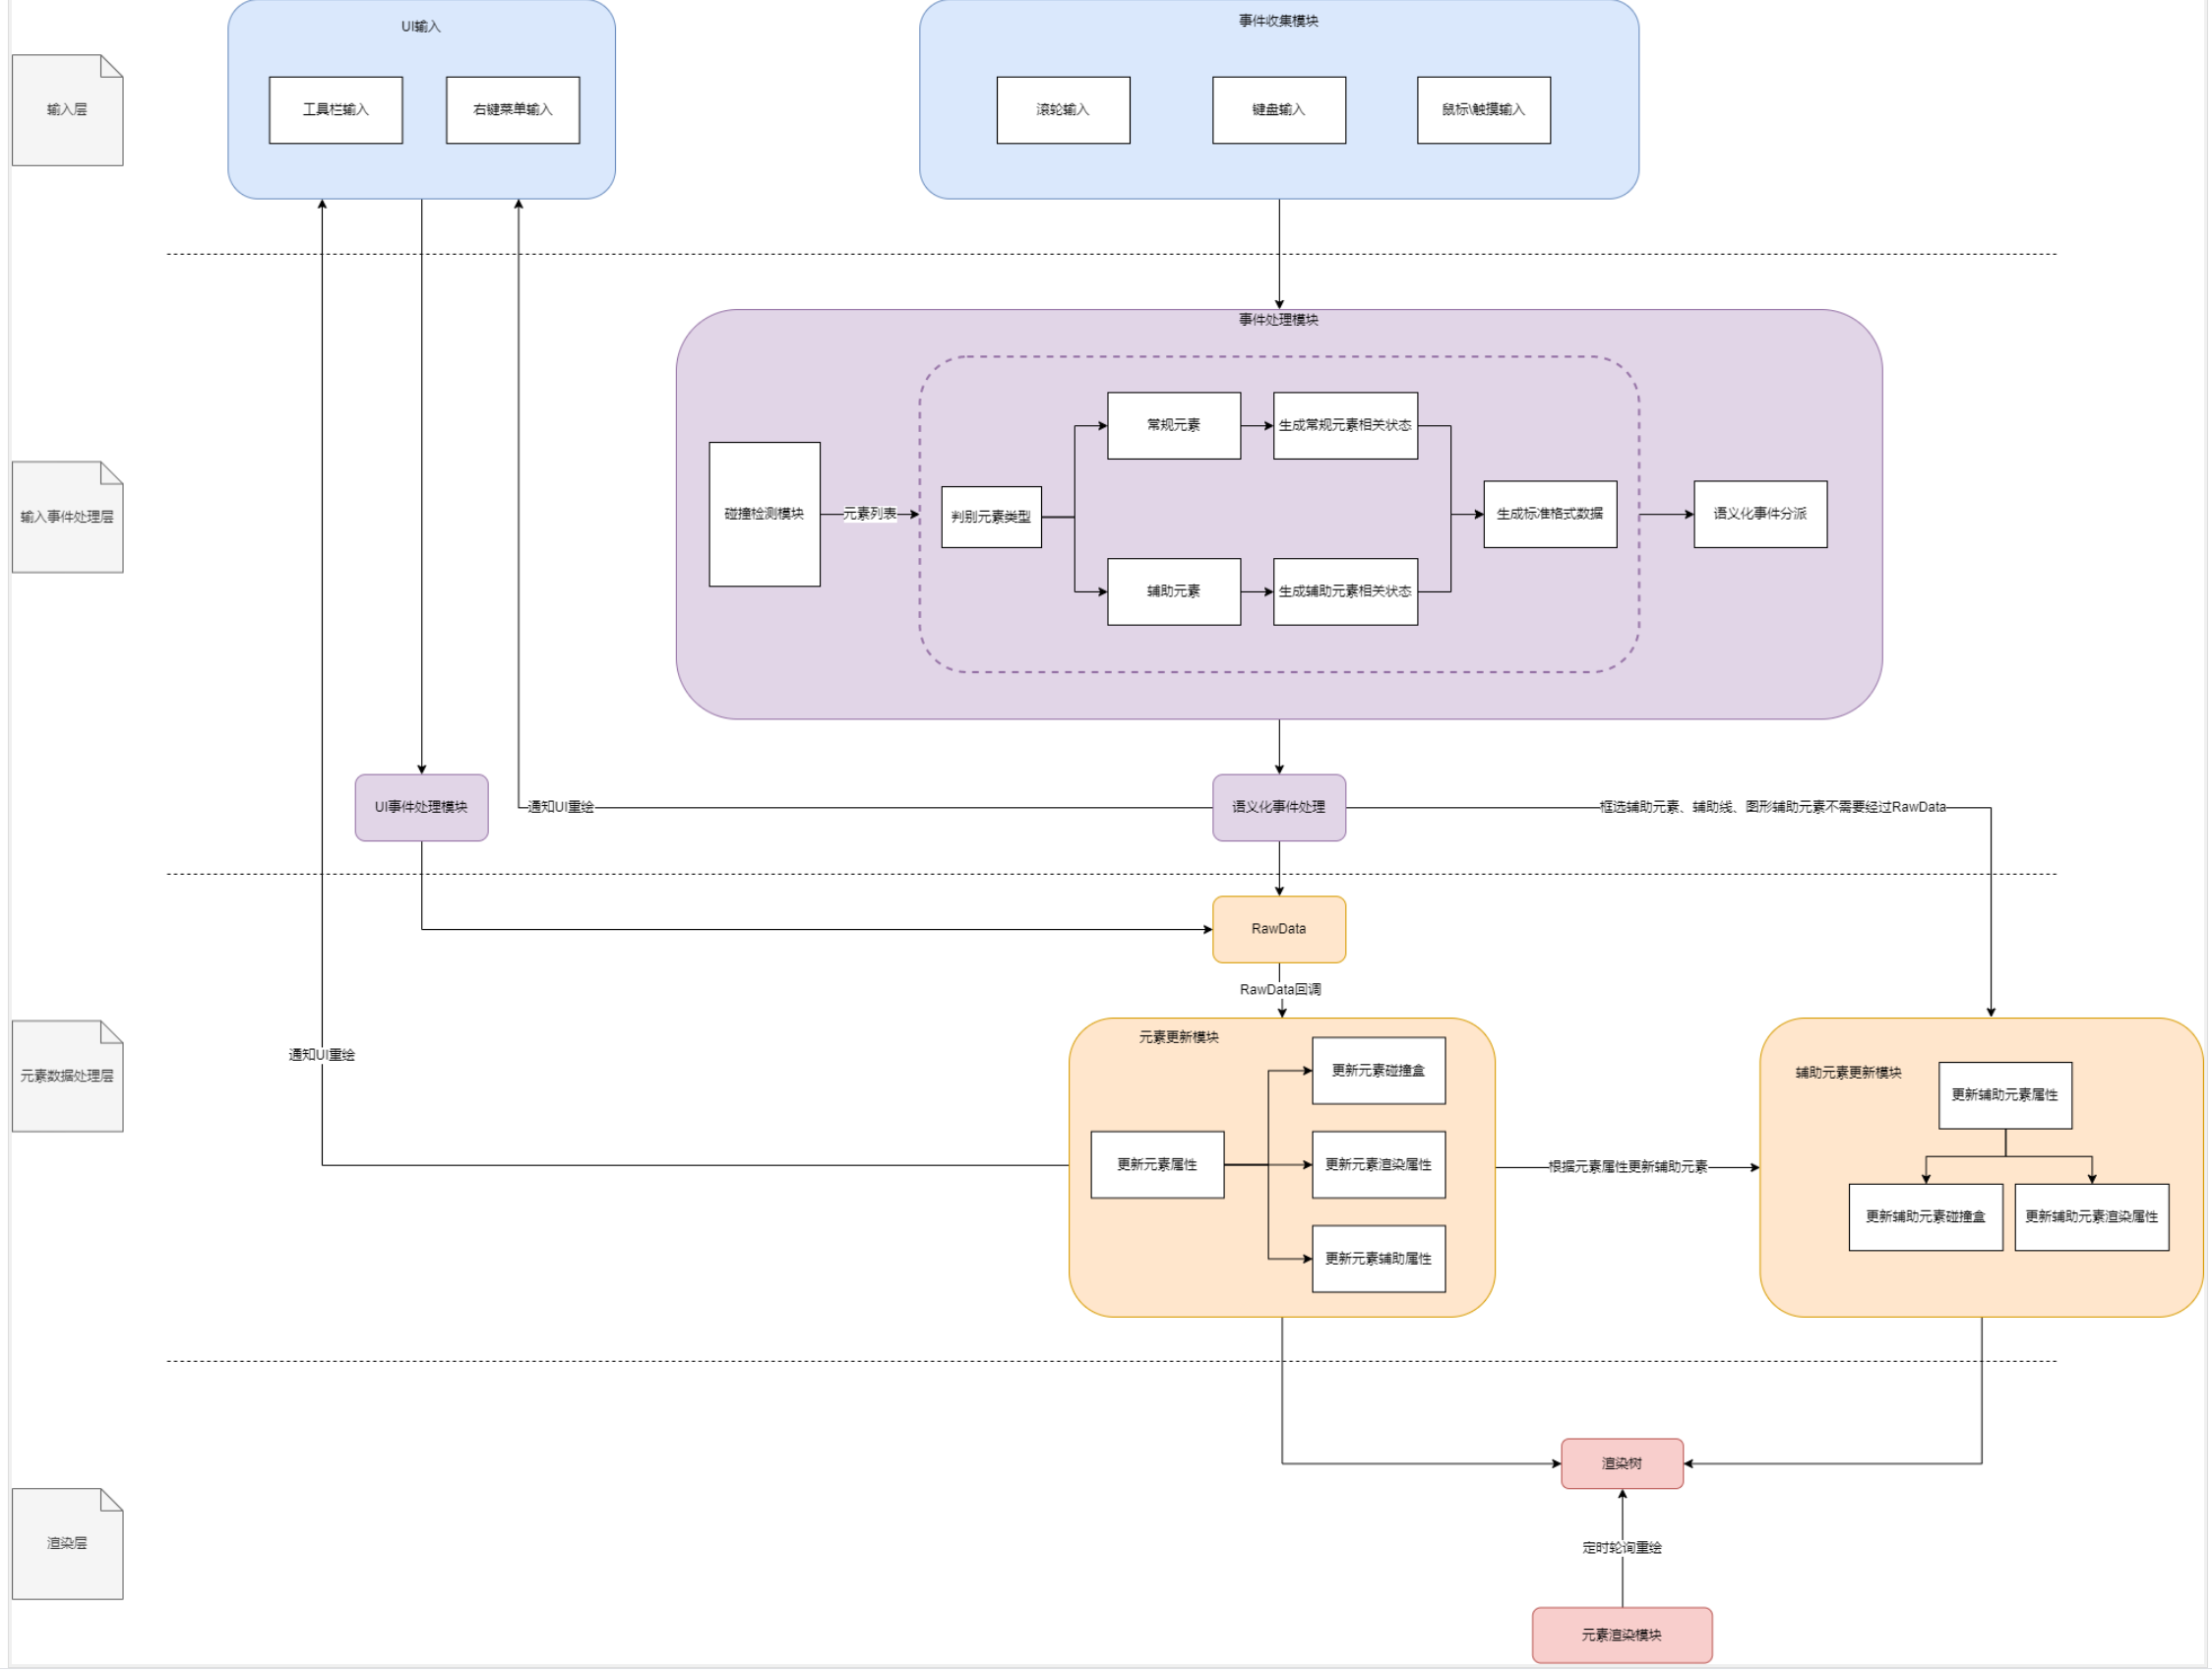 UI输入
事件收集模块
输入层
工具栏输入
右键菜单输入
滚轮输入
键盘输入
鼠标\触摸输入
事件处理模块
常规元素
生成常规元素相关状态
输入事件处理层
碰撞检测模块
元素列表
判别元素类型
生成标准格式数据
语义化事件分派
辅助元素
生成辅助元素相关状态
UI事件处理模块
通知UI重绘
语义化事件处理
框选辅助元素、辅助线、图形辅助元素不需要经过RawData
RawData
RawData回调
元素更新模块
通知UI重绘
更新元素碰撞盒
元素数据处理层
辅助元素更新模块
更新辅助元素属性
更新元素属性
更新元素渲染属性
根据元素属性更新辅助元素
更新辅助元素碰撞盒
更新辅助元素渲染属性
更新元素辅助属性
渲染树
渲染层
定时轮询重绘
元素渲染模块